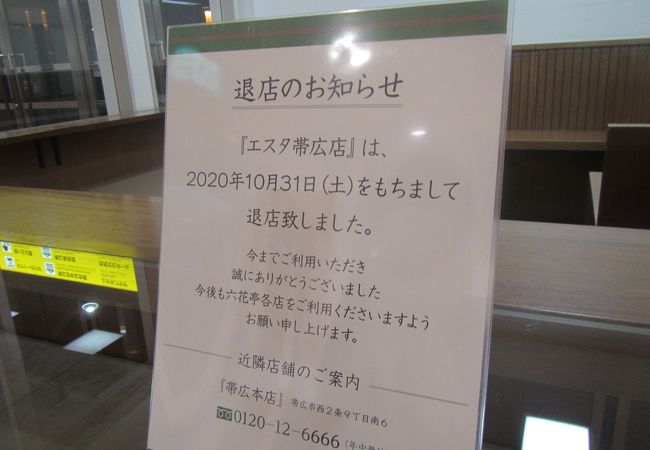 退店のお知らせ
『エスタ帯広店』は、
2020年10月31日(土)をもちまして
退店致しました。
今までご利用いただき
誠にありがとうございました
今後も六花亭各店をご利用くださいますよう
お願い申し上げます。
近隣店舗のご案内
『帯広本店』 帯広市西2条9丁目南6
0120-12-6666 (年中無休